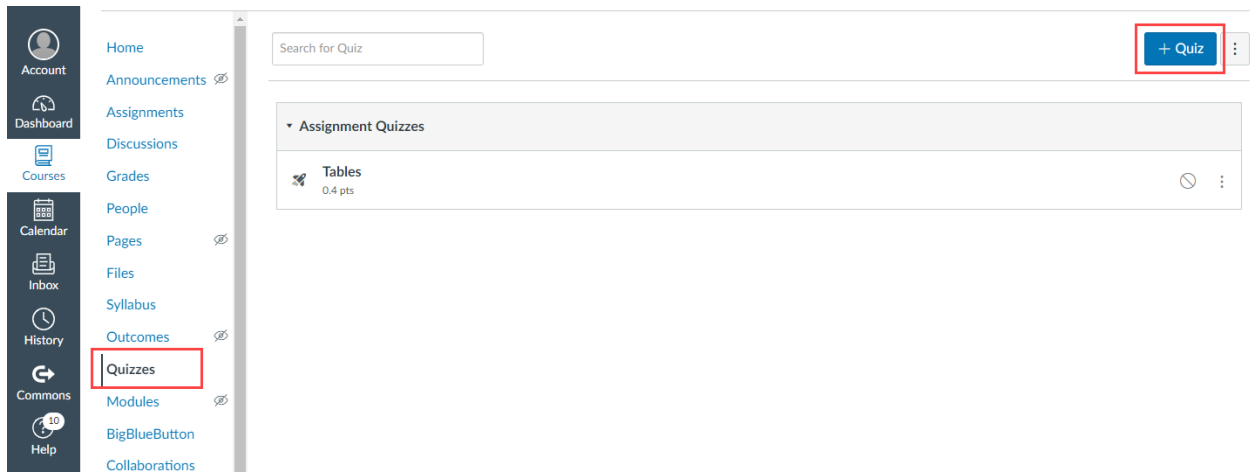 Account
Dashboard
Courses
Calendar
Inbox
History
Commons
10
Help
Home
Announcements
Assignments
Discussions
Grades
People
Pages
Files
Syllabus
Outcomes
Quizzes
Modules
BigBlueButton
Collaborations
Search for Quiz
+ Quiz
Assignment Quizzes
Tables
0.4 pts